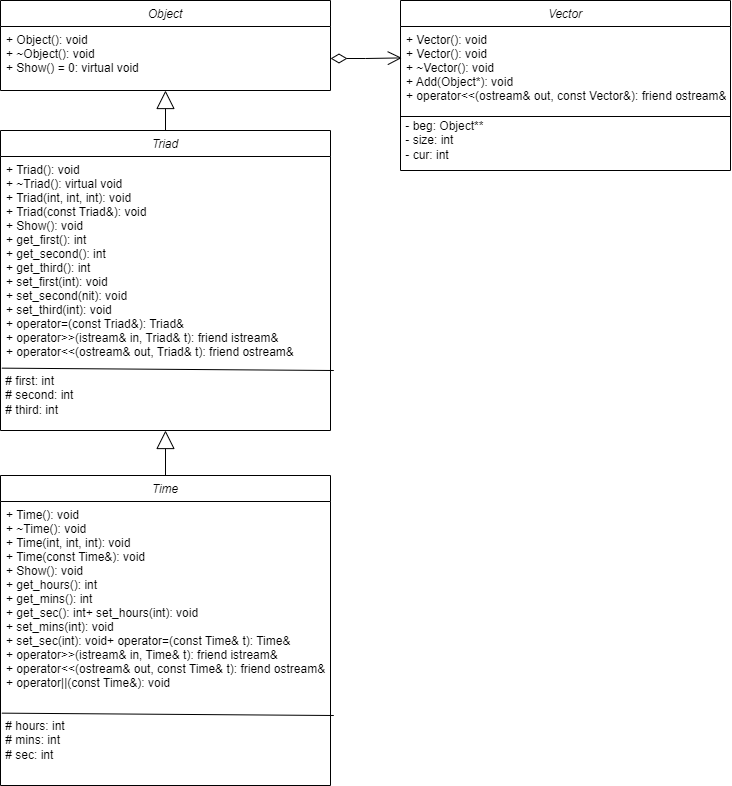 Object
+ Object(): void
+ ~Object(): void
+ Show() = 0: virtual void
Vector
+ Vector(): void
+ Vector(): void
+ ~Vector(): void
+ Add(Object*): void
+ operator<<(ostream& out, const Vector&): friend ostream&
- beg: Object**
- size: int
- cur: int
Triad
+ Triad(): void
+ ~Triad(): virtual void
+ Triad(int, int, int): void
+ Triad(const Triad&): void
+ Show(): void
+ get_first(): int
+ get_second(): int
+ get_third(): int
+ set_first(int): void
+ set_second(nit): void
+ set_third(int): void
+ operator=(const Triad&): Triad&
+ operator>>(istream& in, Triad& t): friend istream&
+ operator<<(ostream& out, Triad& t): friend ostream&
# first: int
# second: int
# third: int
Time
+ Time(): void
+ ~Time(): void
+ Time(int, int, int): void
+ Time(const Time&): void
+ Show(): void
+ get_hours(): int
+ get_mins(): int
+ get_sec(): int+ set_hours(int): void
+ set_mins(int): void
+ set_sec(int): void+ operator=(const Time& t): Time&
+ operator>>(istream& in, Time& t): friend istream&
+ operator<<(ostream& out, const Time& t): friend ostream&
+ operator||(const Time&): void
# hours: int
# mins: int
# sec: int